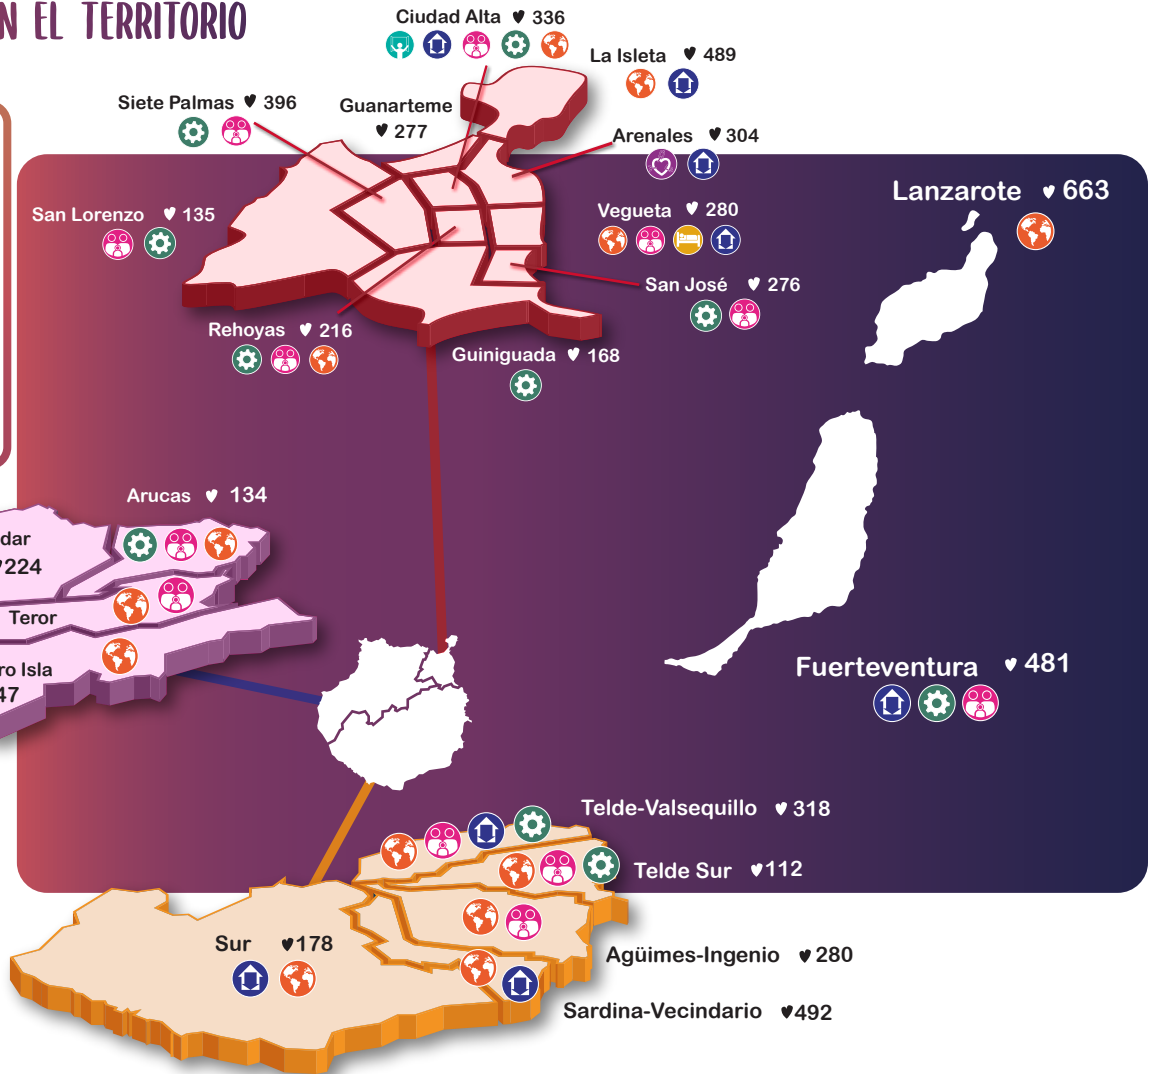 N EL TERRITORIO
Ciudad Alta 336
La Isleta 489
Siete Palmas 396
Guanarteme
277
Arenales 304
Lanzarote 663
San Lorenzo 135
Vegueta 280
San José 276
Rehoyas 216
Guiniguada 168
Arucas 134
dar
224
Teror
ro Isla
47
Fuerteventura 481
Telde-Valsequillo 318
Telde Sur 112
Sur 178
Agüimes-Ingenio 280
Sardina-Vecindario 492